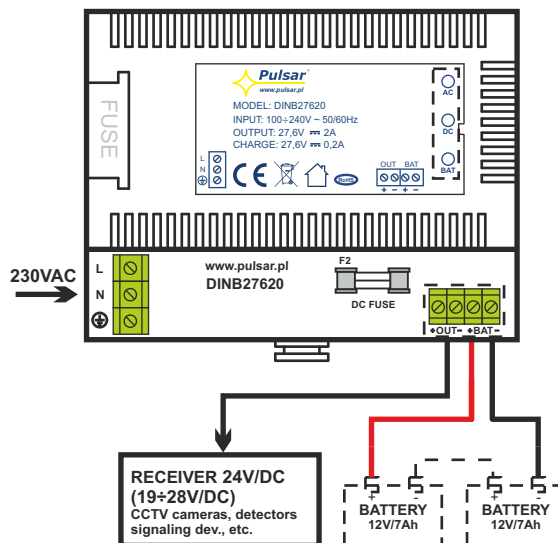 FUSE
Pulsar®
www.pulsar.pl
MODEL: DINB27620
INPUT: 100÷240V ~ 50/60Hz
OUTPUT: 27,6V ⎓ 2A
CHARGE: 27,6V ⎓ 0,2A
L
N
CE
RoHS
OUT BAT
+ − + −
AC
DC
BAT
230VAC
L
N
www.pulsar.pl
DINB27620
F2
DC FUSE
+OUT− +BAT−
RECEIVER 24V/DC
(19÷28V/DC)
CCTV cameras, detectors
signaling dev., etc.
+ −
BATTERY
12V/7Ah
+ −
BATTERY
12V/7Ah